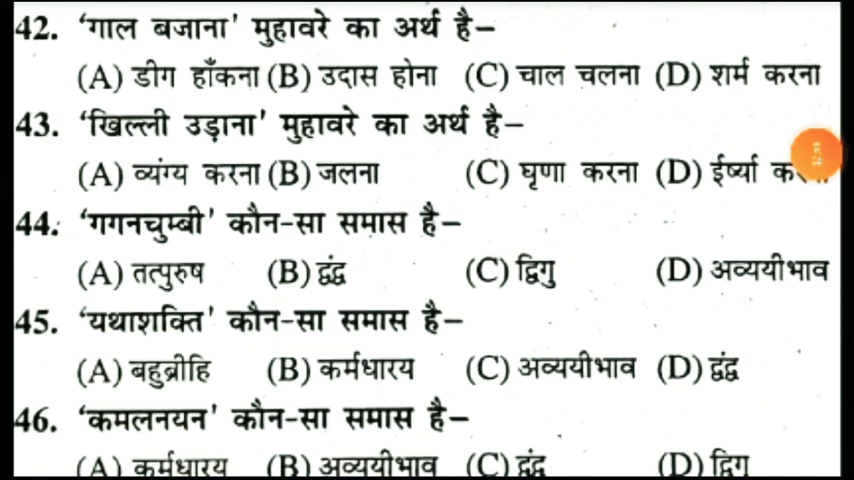 42. 'गाल बजाना' मुहावरे का अर्थ है–
(A) डीग हाँकना (B) उदास होना (C) चाल चलना (D) शर्म करना
43. 'खिल्ली उड़ाना' मुहावरे का अर्थ है–
(A) व्यंग्य करना (B) जलना (C) घृणा करना (D) ईर्ष्या
44. 'गगनचुम्बी' कौन-सा समास है–
(A) तत्पुरुष (B) द्वंद्व (C) द्विगु (D) अव्ययीभाव
45. 'यथाशक्ति' कौन-सा समास है–
(A) बहुब्रीहि (B) कर्मधारय (C) अव्ययीभाव (D) द्वंद्व
46. 'कमलनयन' कौन-सा समास है–
(A) कर्मधारय (B) अव्ययीभाव (C) द्वंद्व (D) द्विगु